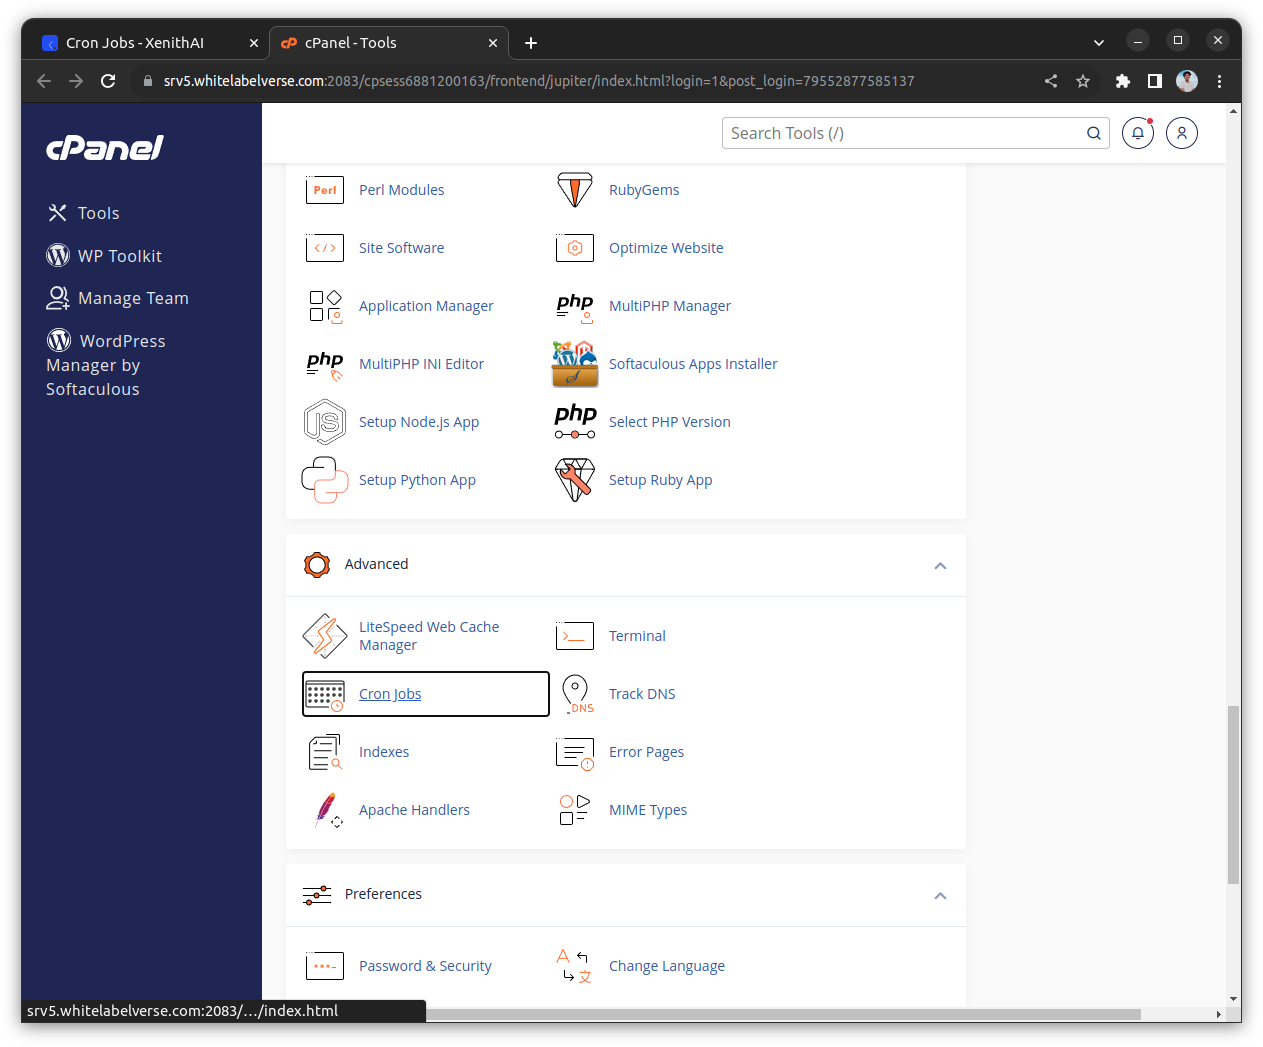 Cron Jobs - XenithAI
cPanel - Tools
srv5.whitelabelverse.com:2083/cpsess6881200163/frontend/jupiter/index.html?login=1&post_login=79552877585137
cPanel
Search Tools (/)
Tools
WP Toolkit
Manage Team
WordPress
Manager by
Softaculous
Perl
Perl Modules
RubyGems
</>
Site Software
Optimize Website
Application Manager
php
MultiPHP Manager
php
MultiPHP INI Editor
Softaculous Apps Installer
JS
Setup Node.js App
php
Select PHP Version
Setup Python App
Setup Ruby App
Advanced
LiteSpeed Web Cache
Manager
Terminal
Cron Jobs
DNS
Track DNS
Indexes
Error Pages
Apache Handlers
MIME Types
Preferences
Password & Security
A
文
Change Language
srv5.whitelabelverse.com:2083/.../index.html